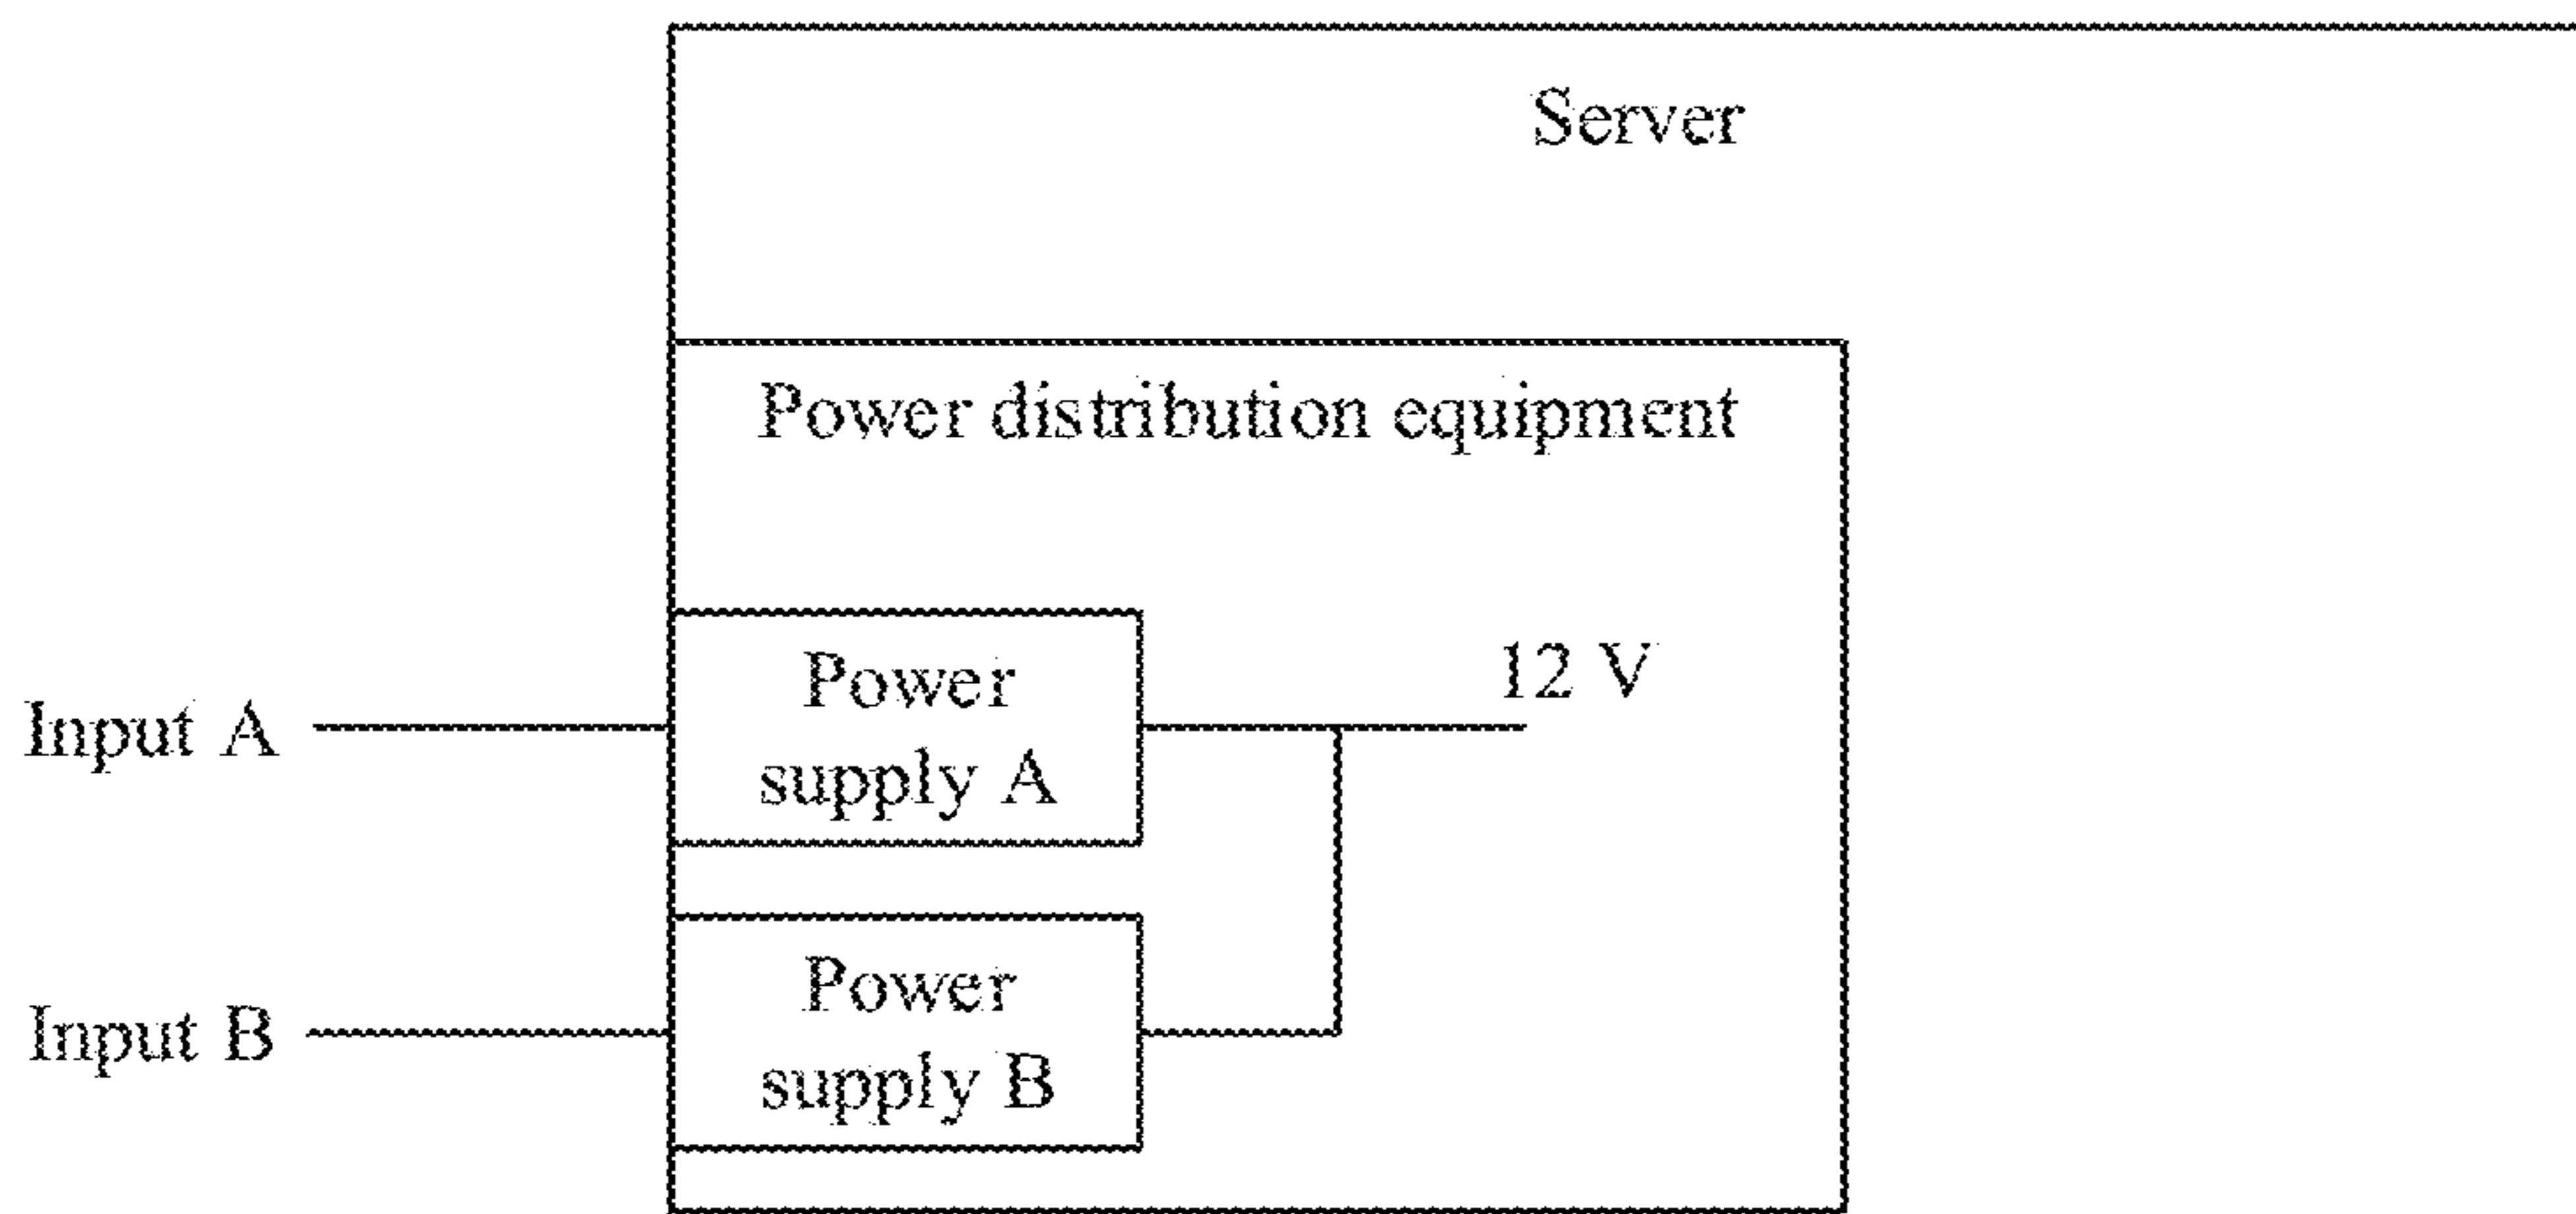 Server
Power distribution equipment
Power
supply A
12 V
Input A
Power
supply B
Input B